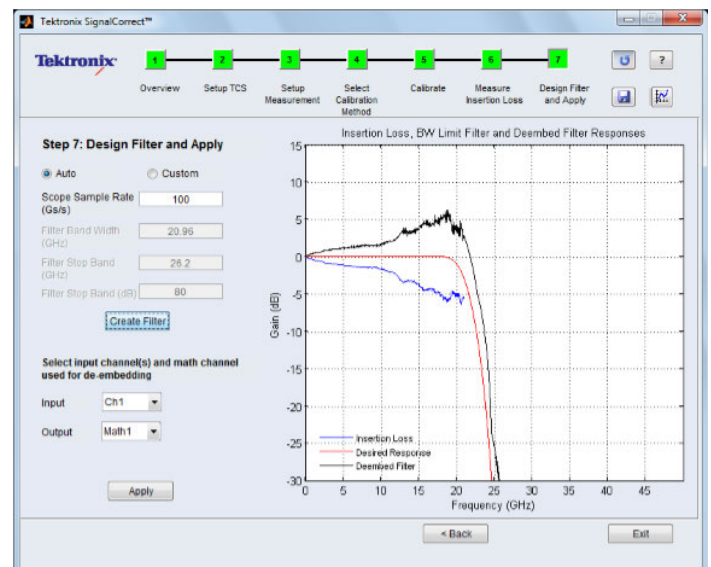 Tektronix SignalCorrect™
Tektronix
1 2 3 4 5 6 7
?
Overview
Setup TCS
Setup Measurement
Select Calibration Method
Calibrate
Measure Insertion Loss
Design Filter and Apply
Step 7: Design Filter and Apply
Auto
Custom
Scope Sample Rate (Gs/s)
100
Filter Band Width (GHz)
20.96
Filter Stop Band (GHz)
26.2
Filter Stop Band (dB)
80
Create Filter
Select input channel(s) and math channel
used for de-embedding
Input
Ch1
Output
Math1
Apply
Insertion Loss, BW Limit Filter and Deembed Filter Responses
15
10
5
0
-5
-10
-15
-20
-25
-30
Gain (dB)
Insertion Loss
Desired Response
Deembed Filter
0 5 10 15 20 25 30 35 40 45
Frequency (GHz)
< Back
Exit